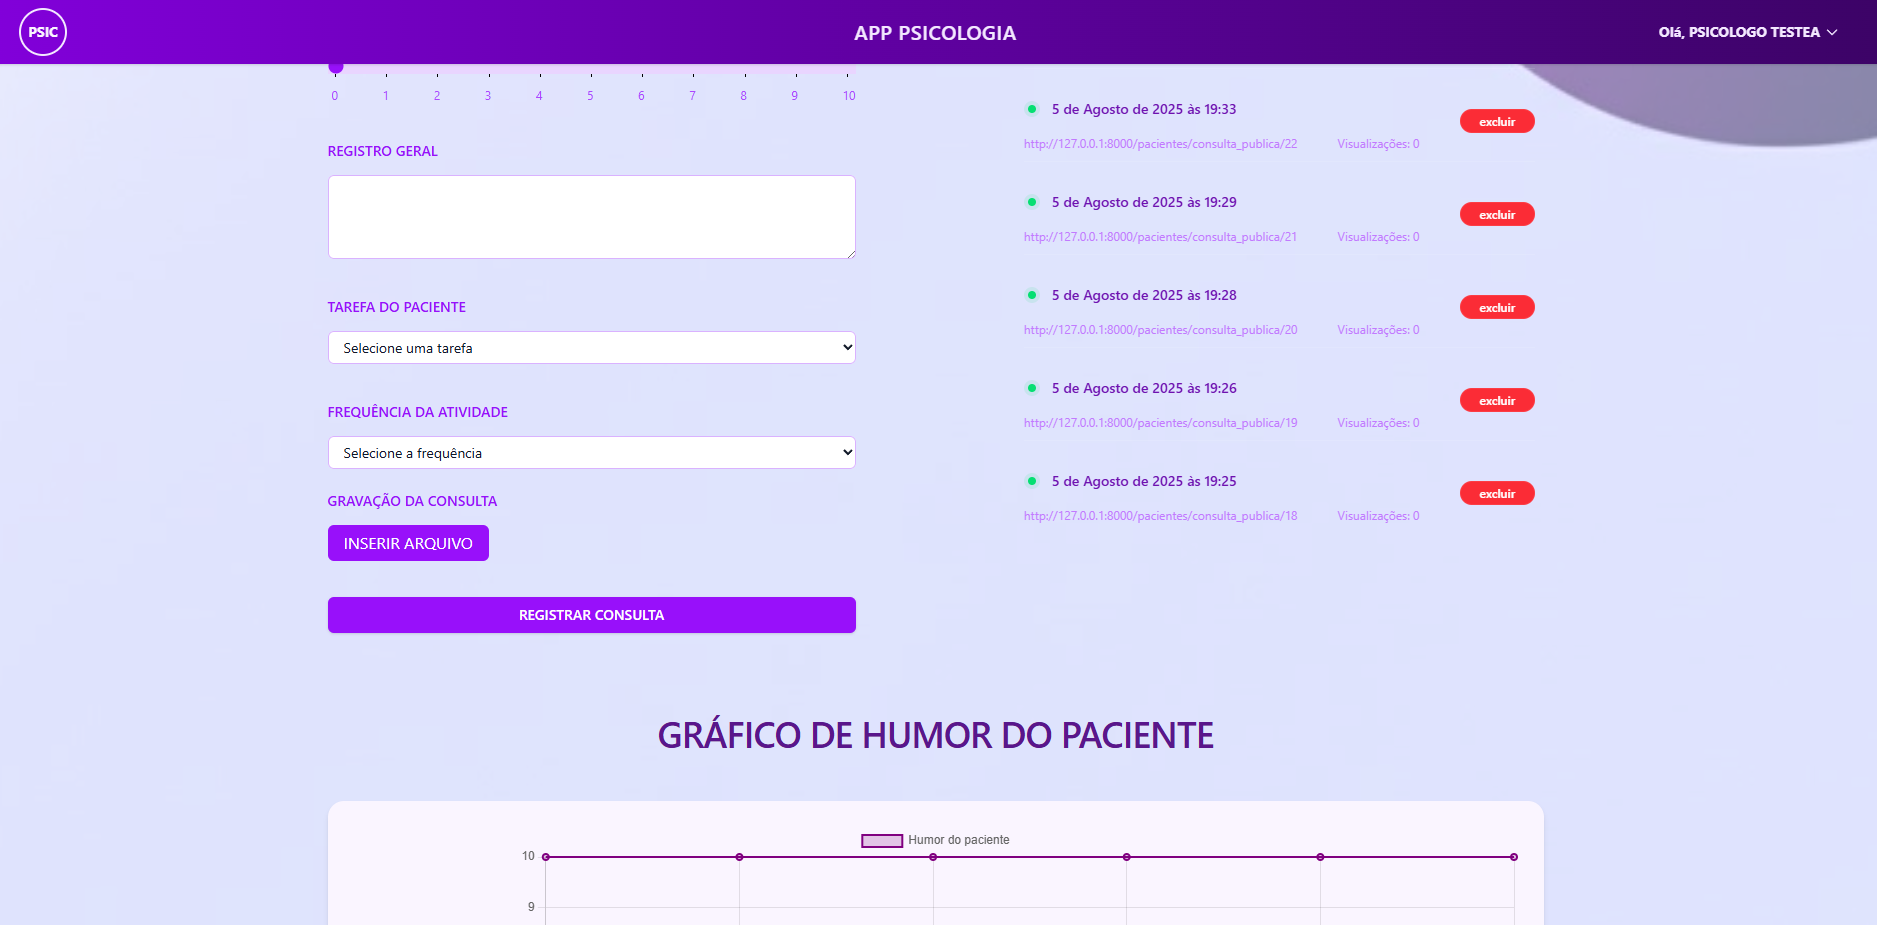 PSIC
APP PSICOLOGIA
Olá, PSICOLOGO TESTEA
0 1 2 3 4 5 6 7 8 9 10
REGISTRO GERAL
TAREFA DO PACIENTE
Selecione uma tarefa
FREQUÊNCIA DA ATIVIDADE
Selecione a frequência
GRAVAÇÃO DA CONSULTA
INSERIR ARQUIVO
REGISTRAR CONSULTA
5 de Agosto de 2025 às 19:33
excluir
http://127.0.0.1:8000/pacientes/consulta_publica/22 Visualizações: 0
5 de Agosto de 2025 às 19:29
excluir
http://127.0.0.1:8000/pacientes/consulta_publica/21 Visualizações: 0
5 de Agosto de 2025 às 19:28
excluir
http://127.0.0.1:8000/pacientes/consulta_publica/20 Visualizações: 0
5 de Agosto de 2025 às 19:26
excluir
http://127.0.0.1:8000/pacientes/consulta_publica/19 Visualizações: 0
5 de Agosto de 2025 às 19:25
excluir
http://127.0.0.1:8000/pacientes/consulta_publica/18 Visualizações: 0
GRÁFICO DE HUMOR DO PACIENTE
Humor do paciente
10
9